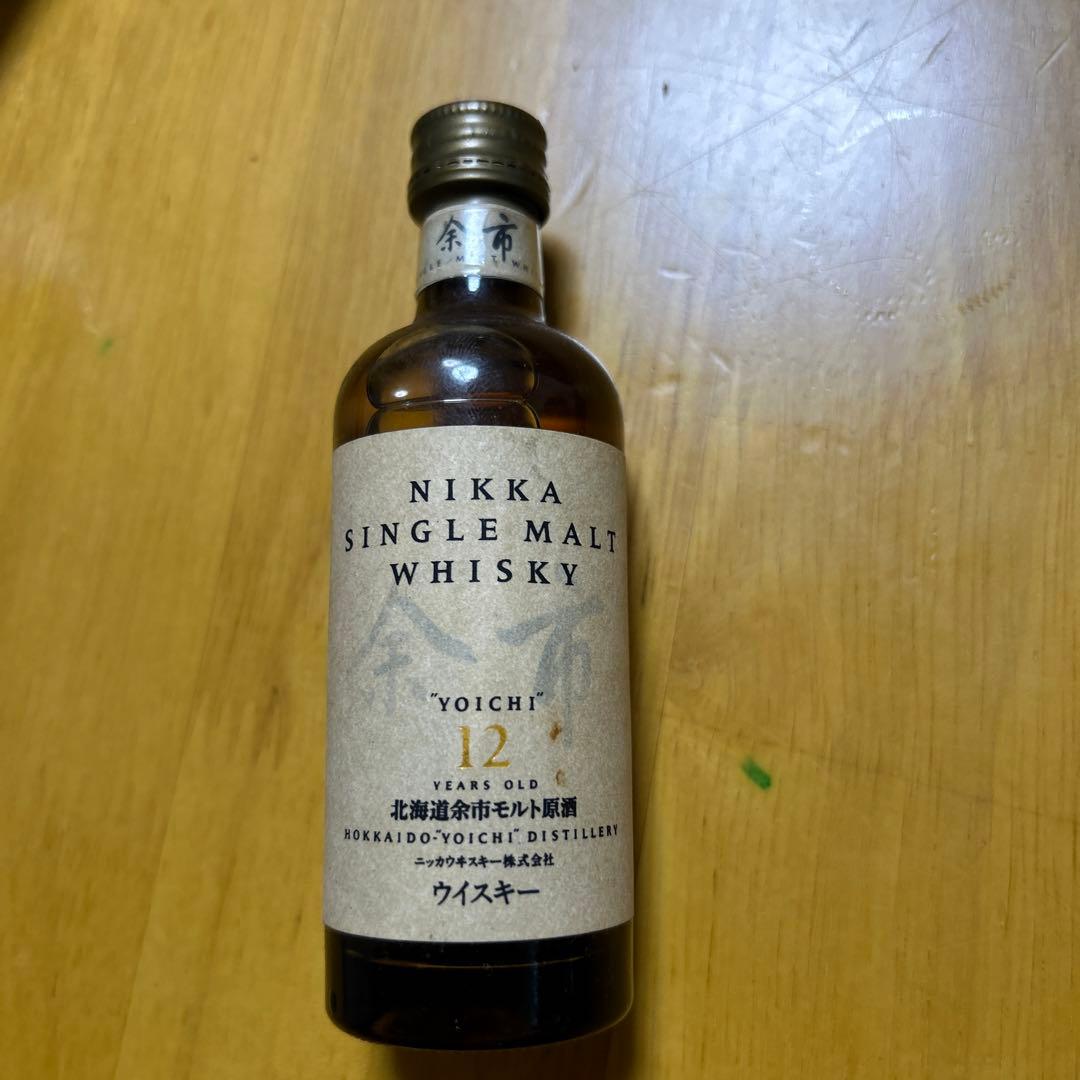 余市
NIKKA
SINGLE MALT
WHISKY
余市
"YOICHI"
12
YEARS OLD
北海道余市モルト原酒
HOKKAIDO-"YOICHI" DISTILLERY
ニッカウヰスキー株式会社
ウイスキー